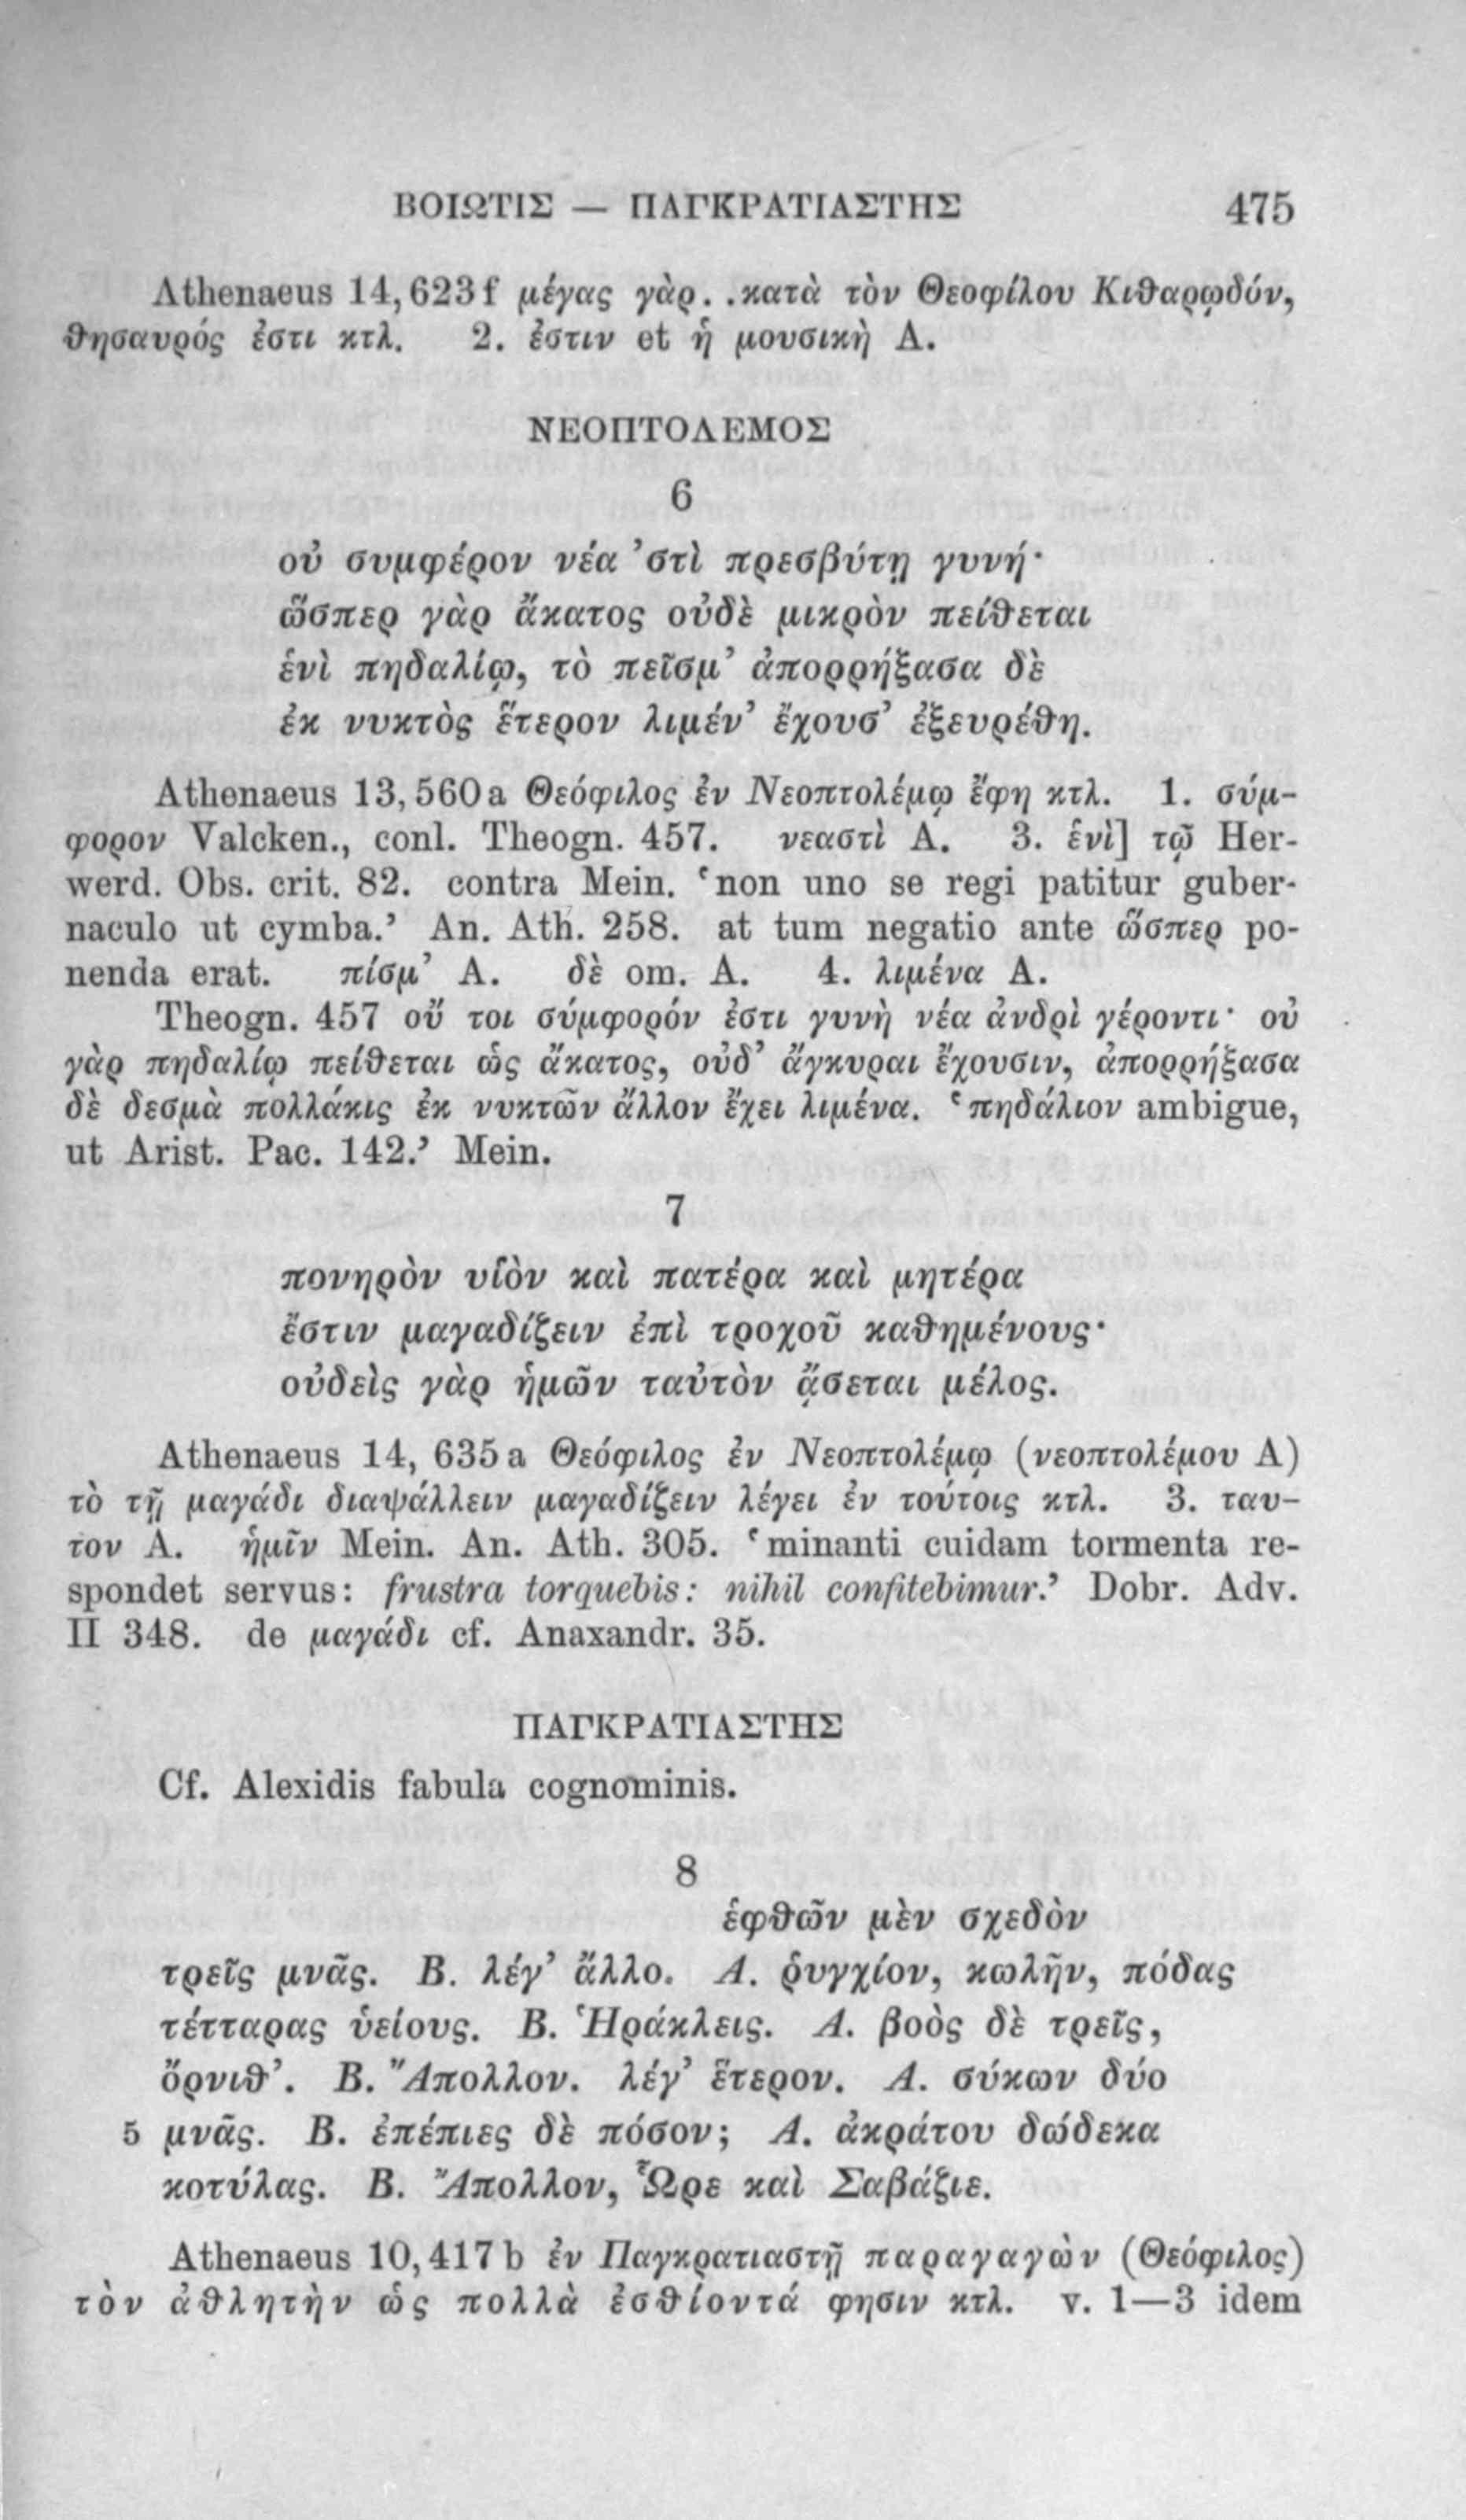 ΒΟΙΩΤΙΣ — ΠΑΓΚΡΑΤΙΑΣΤΗΣ 475
Athenaeus 14, 623 f μέγας γὰρ. .κατὰ τὸν Θεοφίλου Κιθαρῳδόν,
θησαυρός ἐστι κτλ. 2. ἐστιν et ἡ μουσικὴ A.
ΝΕΟΠΤΟΛΕΜΟΣ
6
οὐ συμφέρον νέα ᾽στὶ πρεσβύτῃ γυνή·
ὥσπερ γὰρ ἄκατος οὐδὲ μικρὸν πείθεται
ἑνὶ πηδαλίῳ, τὸ πεῖσμ᾽ ἀπορρήξασα δὲ
ἐκ νυκτὸς ἕτερον λιμέν᾽ ἔχουσ᾽ ἐξευρέθη.
Athenaeus 13, 560 a Θεόφιλος ἐν Νεοπτολέμῳ ἔφη κτλ. 1. σύμ-
φορον Valcken., conl. Theogn. 457. νεαστὶ A. 3. ἑνὶ] τῷ Her-
werd. Obs. crit. 82. contra Mein. ‘non uno se regi patitur guber-
naculo ut cymba.’ An. Ath. 258. at tum negatio ante ὥσπερ po-
nenda erat. πίσμ᾽ A. δὲ om. A. 4. λιμένα A.
Theogn. 457 οὔ τοι σύμφορόν ἐστι γυνὴ νέα ἀνδρὶ γέροντι· οὐ
γὰρ πηδαλίῳ πείθεται ὡς ἄκατος, οὐδ᾽ ἄγκυραι ἔχουσιν, ἀπορρήξασα
δὲ δεσμὰ πολλάκις ἐκ νυκτῶν ἄλλον ἔχει λιμένα. ‘πηδάλιον ambigue,
ut Arist. Pac. 142.’ Mein.
7
πονηρὸν υἱὸν καὶ πατέρα καὶ μητέρα
ἔστιν μαγαδίζειν ἐπὶ τροχοῦ καθημένους·
οὐδεὶς γὰρ ἡμῶν ταὐτὸν ᾄσεται μέλος.
Athenaeus 14, 635 a Θεόφιλος ἐν Νεοπτολέμῳ (νεοπτολέμου A)
τὸ τῇ μαγάδι διαψάλλειν μαγαδίζειν λέγει ἐν τούτοις κτλ. 3. ταυ-
τον A. ἡμῖν Mein. An. Ath. 305. ‘minanti cuidam tormenta re-
spondet servus: frustra torquebis: nihil confitebimur.’ Dobr. Adv.
II 348. de μαγάδι cf. Anaxandr. 35.
ΠΑΓΚΡΑΤΙΑΣΤΗΣ
Cf. Alexidis fabula cognominis.
8
ἑφθῶν μὲν σχεδὸν
τρεῖς μνᾶς. Β. λέγ᾽ ἄλλο. Α. ῥυγχίον, κωλῆν, πόδας
τέτταρας ὑείους. Β. Ἡράκλεις. Α. βοὸς δὲ τρεῖς,
ὄρνιθ᾽. Β. Ἄπολλον. λέγ᾽ ἕτερον. Α. σύκων δύο
5 μνᾶς. Β. ἐπέπιες δὲ πόσον; Α. ἀκράτου δώδεκα
κοτύλας. Β. Ἄπολλον, Ὧρε καὶ Σαβάζιε.
Athenaeus 10, 417 b ἐν Παγκρατιαστῇ παραγαγὼν (Θεόφιλος)
τὸν ἀθλητὴν ὡς πολλὰ ἐσθίοντά φησιν κτλ. v. 1—3 idem